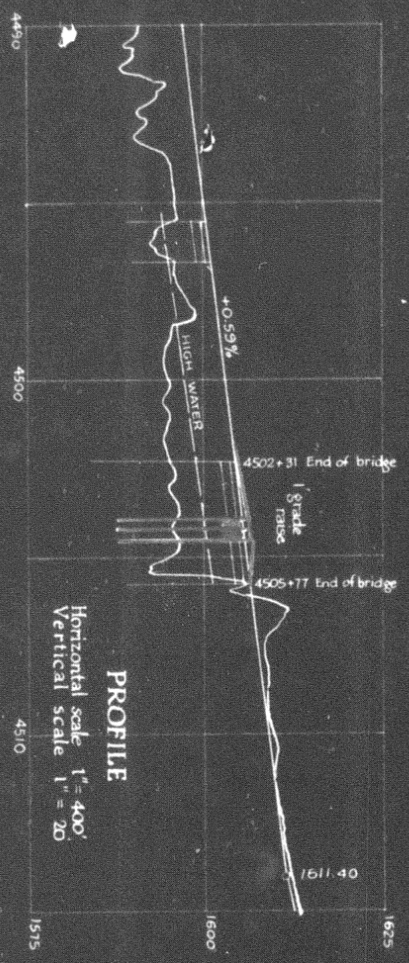 4490
4500
4510
1575
1600
1625
+0.59%
HIGH WATER
4502+31 End of bridge
1' grade
raise
4505+77 End of bridge
1611.40
PROFILE
Horizontal scale 1" = 400'
Vertical scale 1" = 20'